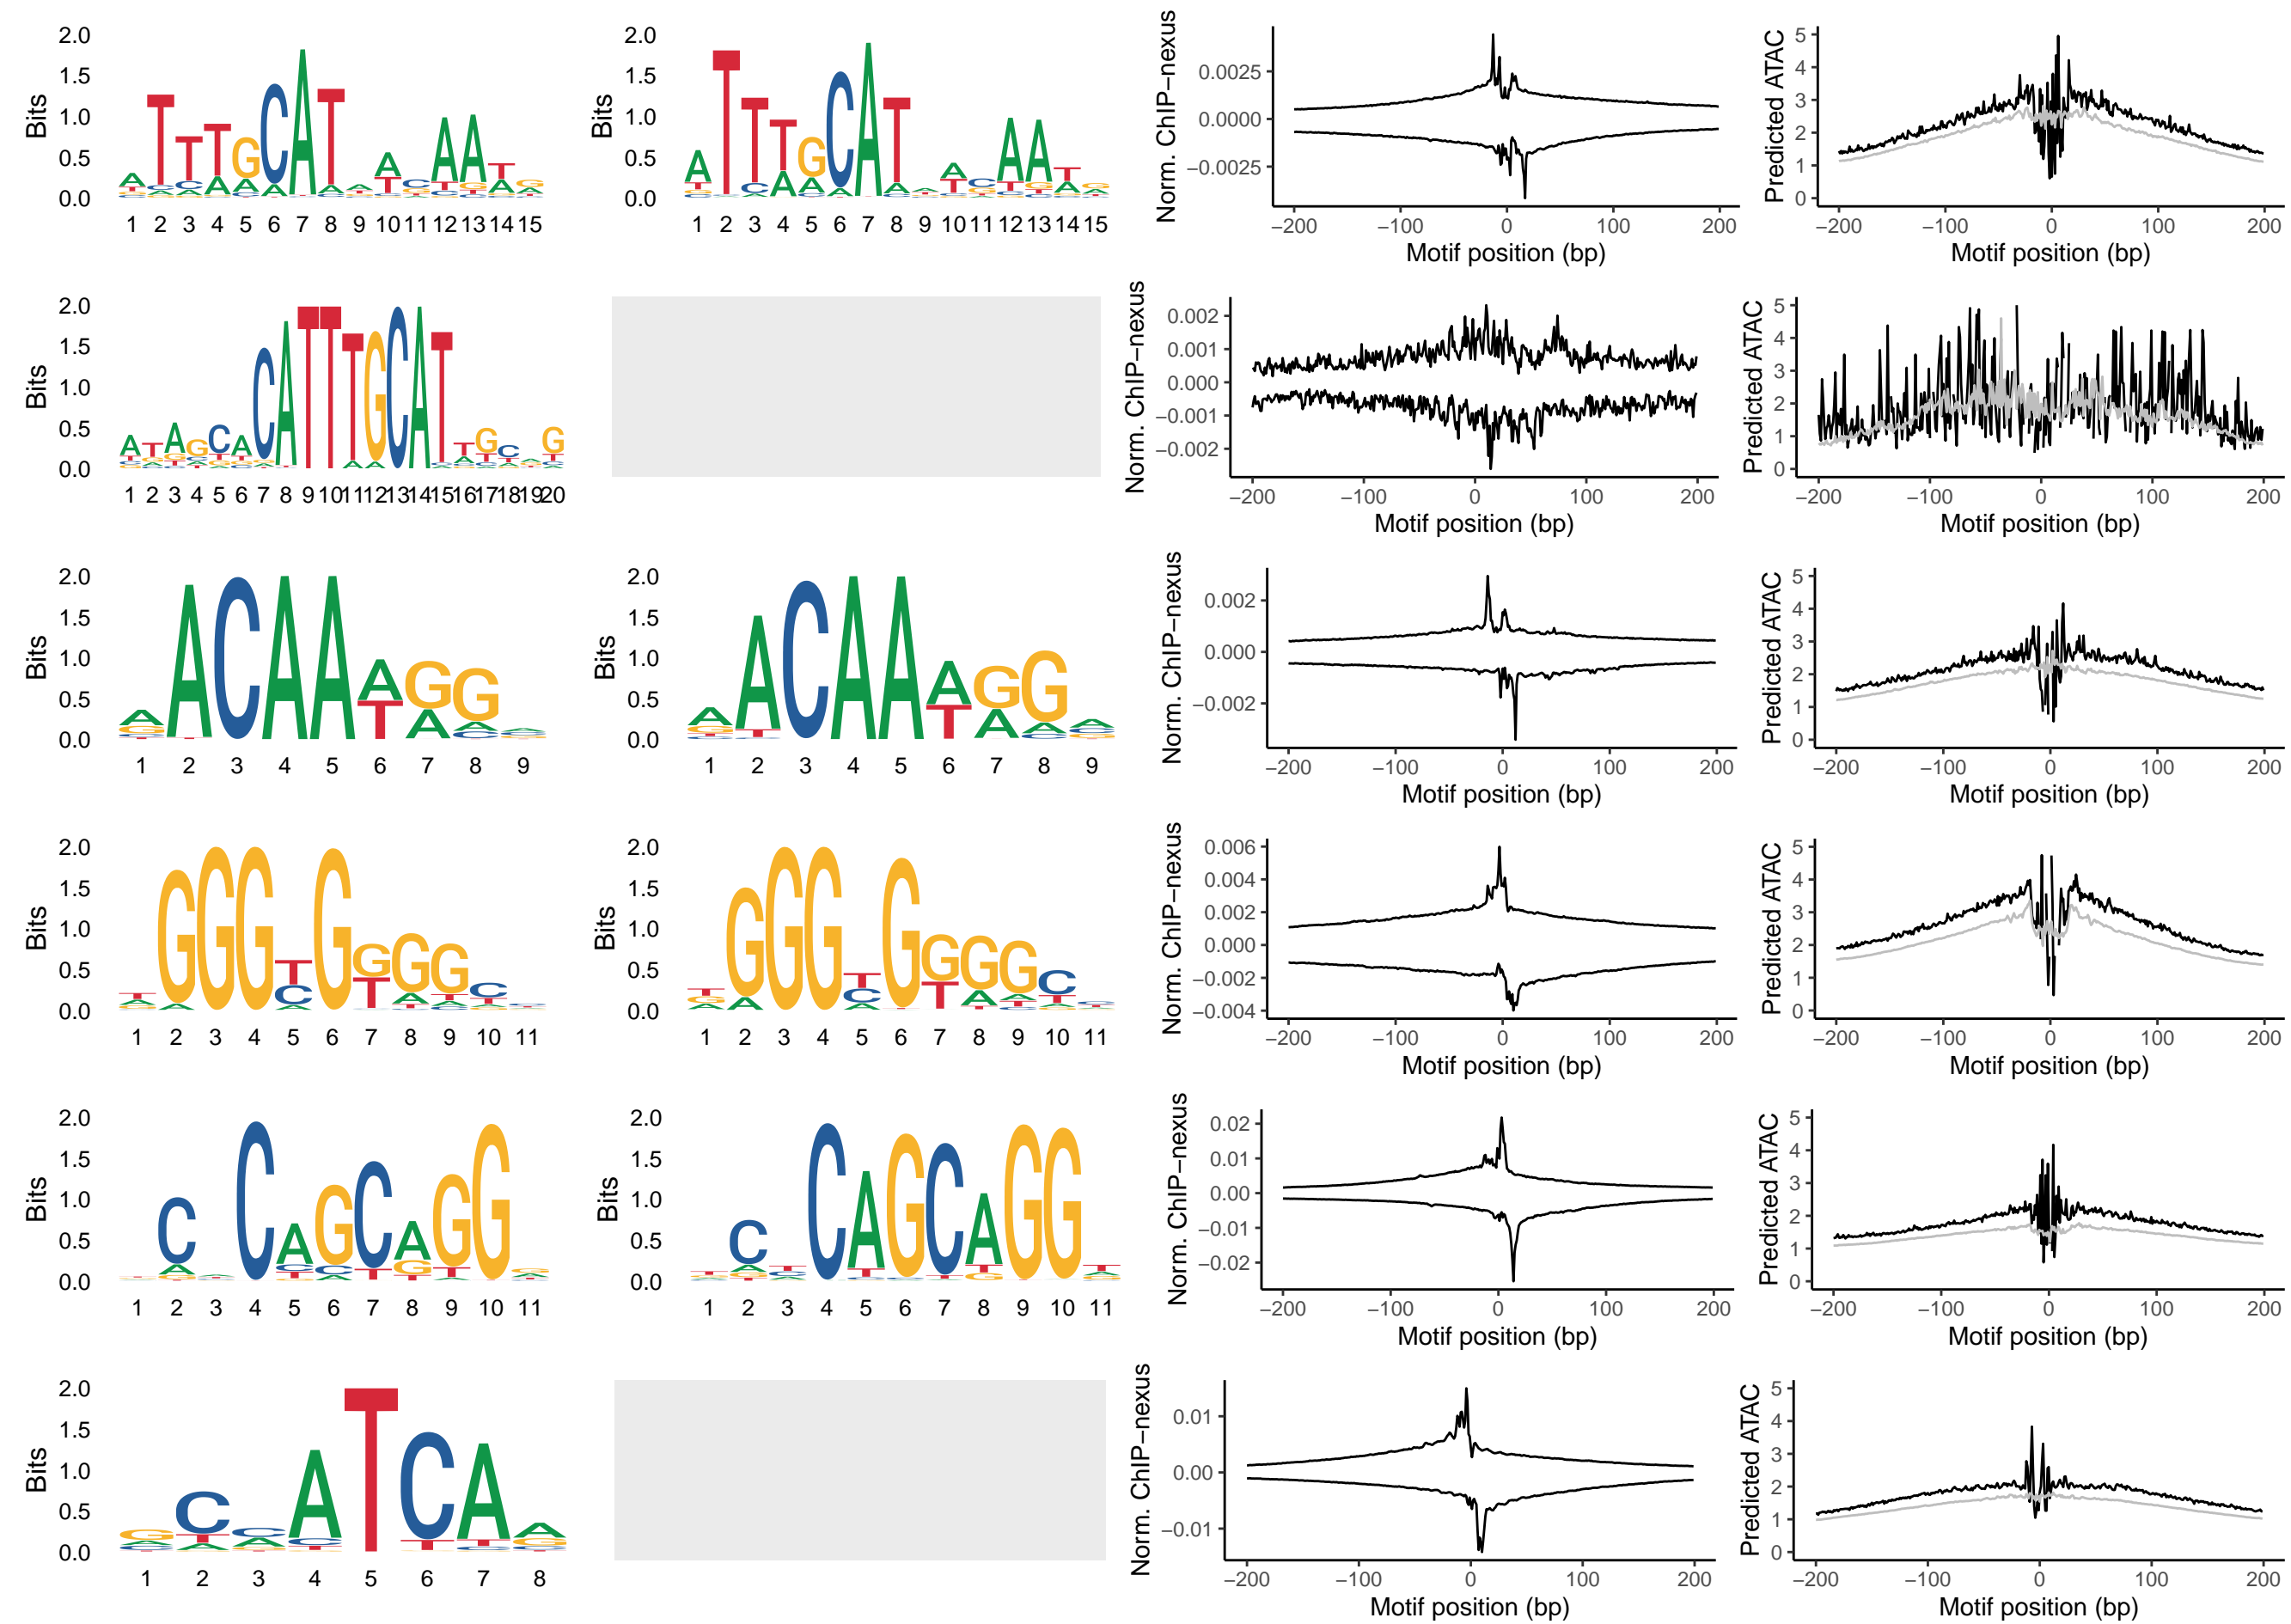 2.0 1.5 1.0 0.5 0.0
Bits
1 2 3 4 5 6 7 8 9 10 11 12 13 14 15
2.0 1.5 1.0 0.5 0.0
Bits
1 2 3 4 5 6 7 8 9 10 11 12 13 14 15
Norm. ChIP−nexus
0.0025 0.0000 −0.0025
−200 −100 0 100 200
Motif position (bp)
Predicted ATAC
5 4 3 2 1 0
−200 −100 0 100 200
Motif position (bp)
2.0 1.5 1.0 0.5 0.0
Bits
1 2 3 4 5 6 7 8 9 10 11 12 13 14 15 16 17 18 19 20
Norm. ChIP−nexus
0.002 0.001 0.000 −0.001 −0.002
−200 −100 0 100 200
Motif position (bp)
Predicted ATAC
5 4 3 2 1 0
−200 −100 0 100 200
Motif position (bp)
2.0 1.5 1.0 0.5 0.0
Bits
ACAA
1 2 3 4 5 6 7 8 9
2.0 1.5 1.0 0.5 0.0
Bits
ACAA
1 2 3 4 5 6 7 8 9
Norm. ChIP−nexus
0.002 0.000 −0.002
−200 −100 0 100 200
Motif position (bp)
Predicted ATAC
5 4 3 2 1 0
−200 −100 0 100 200
Motif position (bp)
2.0 1.5 1.0 0.5 0.0
Bits
1 2 3 4 5 6 7 8 9 10 11
2.0 1.5 1.0 0.5 0.0
Bits
1 2 3 4 5 6 7 8 9 10 11
Norm. ChIP−nexus
0.006 0.004 0.002 0.000 −0.002 −0.004
−200 −100 0 100 200
Motif position (bp)
Predicted ATAC
5 4 3 2 1 0
−200 −100 0 100 200
Motif position (bp)
2.0 1.5 1.0 0.5 0.0
Bits
1 2 3 4 5 6 7 8 9 10 11
2.0 1.5 1.0 0.5 0.0
Bits
CAGCAGG
1 2 3 4 5 6 7 8 9 10 11
Norm. ChIP−nexus
0.02 0.01 0.00 −0.01 −0.02
−200 −100 0 100 200
Motif position (bp)
Predicted ATAC
5 4 3 2 1 0
−200 −100 0 100 200
Motif position (bp)
2.0 1.5 1.0 0.5 0.0
Bits
ATCA
1 2 3 4 5 6 7 8
Norm. ChIP−nexus
0.01 0.00 −0.01
−200 −100 0 100 200
Motif position (bp)
Predicted ATAC
5 4 3 2 1 0
−200 −100 0 100 200
Motif position (bp)